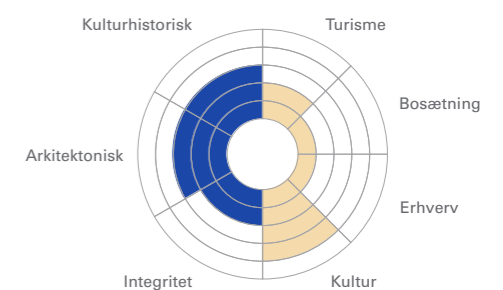 Kulturhistorisk
Turisme
Bosætning
Arkitektonisk
Erhverv
Integritet
Kultur